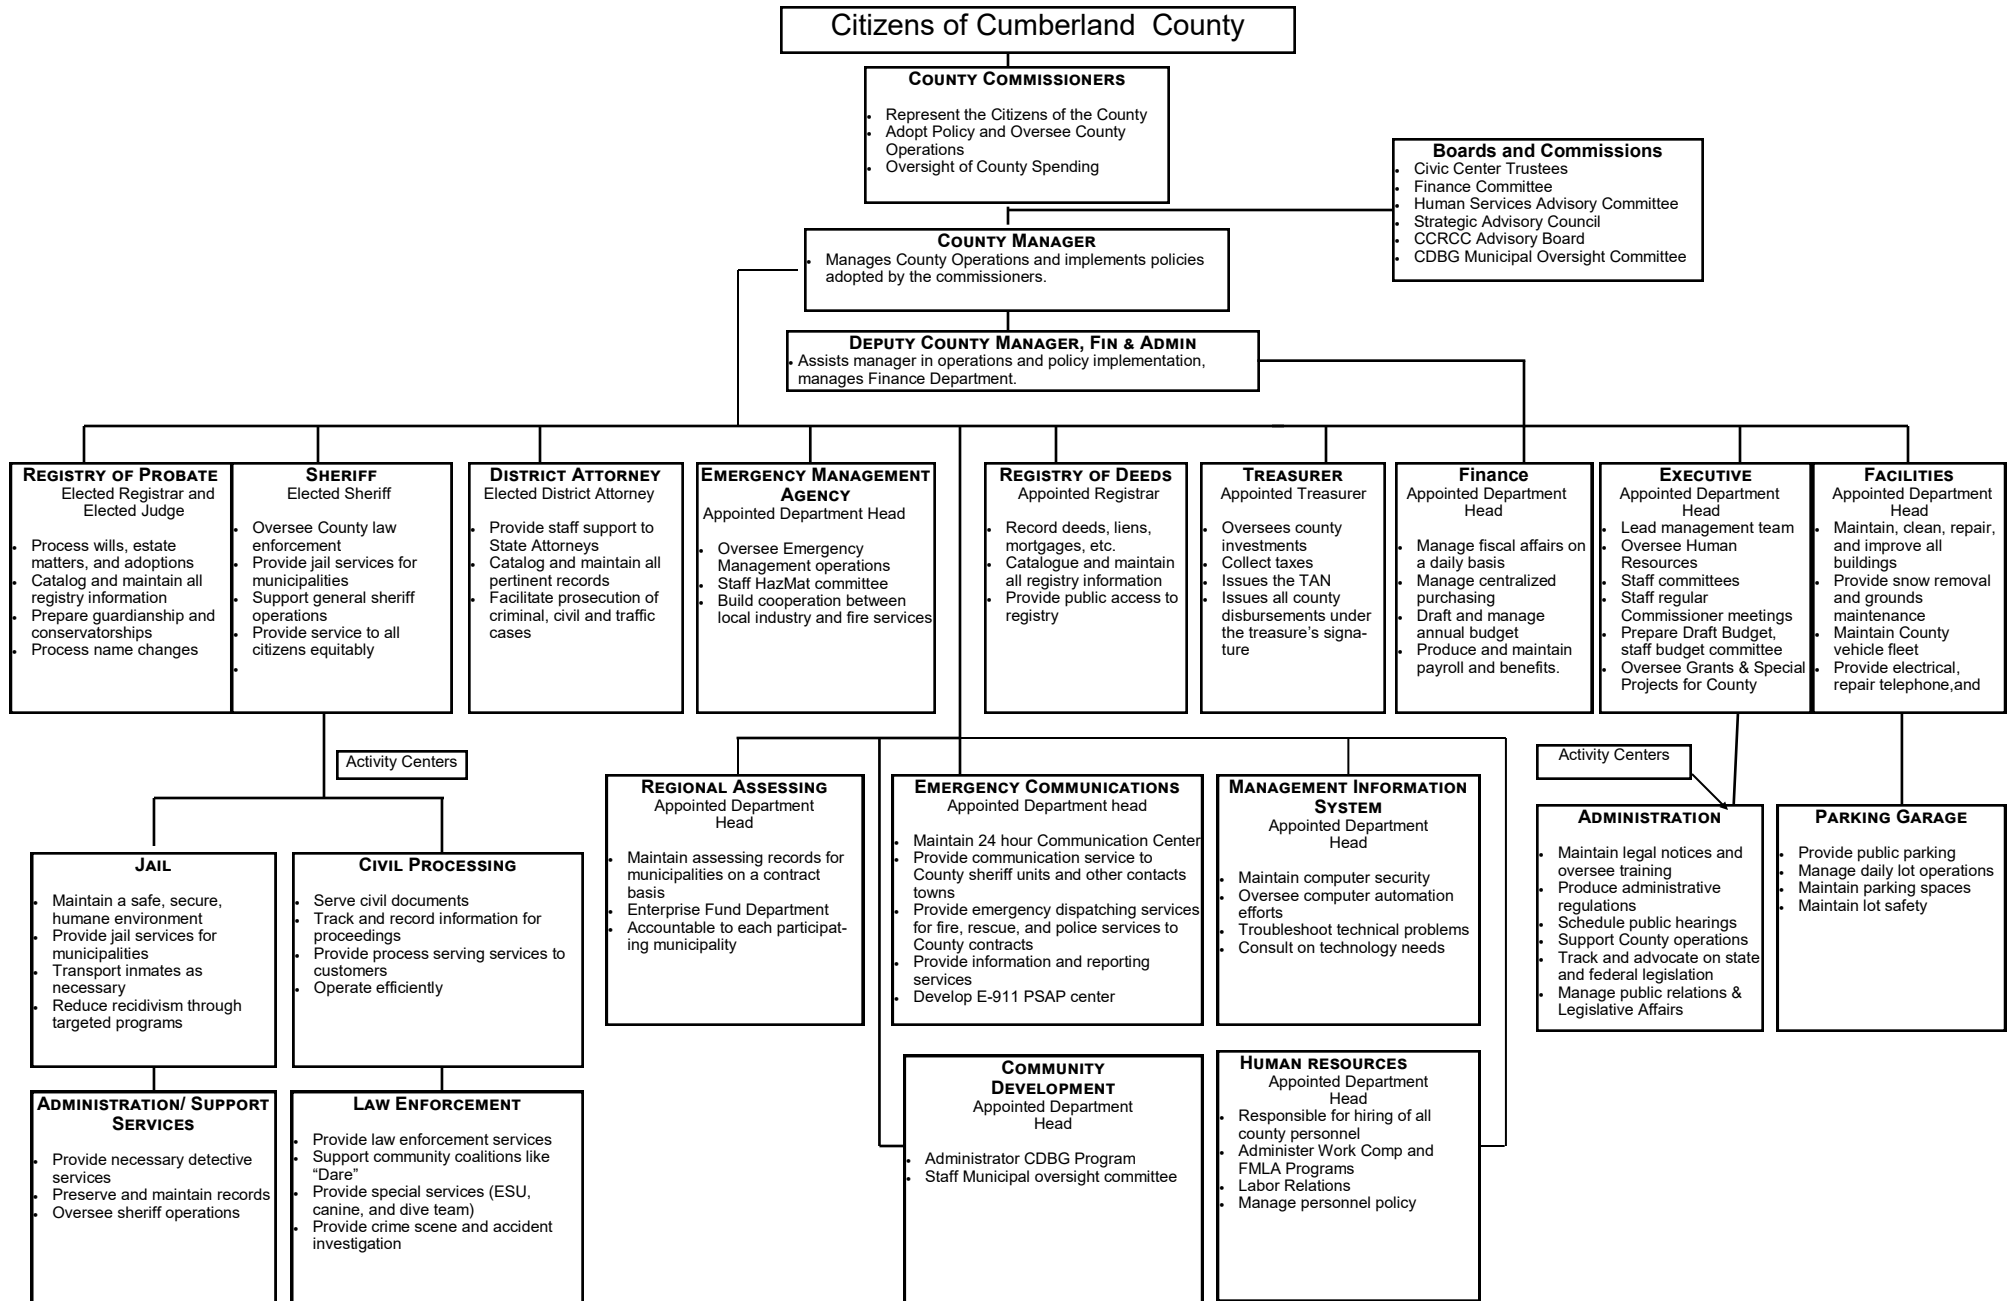 Citizens of Cumberland  County
COUNTY COMMISSIONERS
• Represent the Citizens of the County
• Adopt Policy and Oversee County
Operations
• Oversight of County Spending
Boards and Commissions
• Civic Center Trustees
• Finance Committee
• Human Services Advisory Committee
• Strategic Advisory Council
• CCRCC Advisory Board
• CDBG Municipal Oversight Committee
COUNTY MANAGER
• Manages County Operations and implements policies
adopted by the commissioners.
DEPUTY COUNTY MANAGER, FIN & ADMIN
• Assists manager in operations and policy implementation,
manages Finance Department.
REGISTRY OF PROBATE
Elected Registrar and
Elected Judge
• Process wills, estate
matters, and adoptions
• Catalog and maintain all
registry information
• Prepare guardianship and
conservatorships
• Process name changes
SHERIFF
Elected Sheriff
• Oversee County law
enforcement
• Provide jail services for
municipalities
• Support general sheriff
operations
• Provide service to all
citizens equitably
•
DISTRICT ATTORNEY
Elected District Attorney
• Provide staff support to
State Attorneys
• Catalog and maintain all
pertinent records
• Facilitate prosecution of
criminal, civil and traffic
cases
EMERGENCY MANAGEMENT
AGENCY
Appointed Department Head
• Oversee Emergency
Management operations
• Staff HazMat committee
• Build cooperation between
local industry and fire services
REGISTRY OF DEEDS
Appointed Registrar
• Record deeds, liens,
mortgages, etc.
• Catalogue and maintain
all registry information
• Provide public access to
registry
TREASURER
Appointed Treasurer
• Oversees county
investments
• Collect taxes
• Issues the TAN
• Issues all county
disbursements under
the treasure’s signa-
ture
Finance
Appointed Department
Head
• Manage fiscal affairs on
a daily basis
• Manage centralized
purchasing
• Draft and manage
annual budget
• Produce and maintain
payroll and benefits.
EXECUTIVE
Appointed Department
Head
• Lead management team
• Oversee Human
Resources
• Staff committees
• Staff regular
Commissioner meetings
• Prepare Draft Budget,
staff budget committee
• Oversee Grants & Special
Projects for County
FACILITIES
Appointed Department
Head
• Maintain, clean, repair,
and improve all
buildings
• Provide snow removal
and grounds
maintenance
• Maintain County
vehicle fleet
• Provide electrical,
repair telephone,and
Activity Centers
JAIL
• Maintain a safe, secure,
humane environment
• Provide jail services for
municipalities
• Transport inmates as
necessary
• Reduce recidivism through
targeted programs
CIVIL PROCESSING
• Serve civil documents
• Track and record information for
proceedings
• Provide process serving services to
customers
• Operate efficiently
REGIONAL ASSESSING
Appointed Department
Head
• Maintain assessing records for
municipalities on a contract
basis
• Enterprise Fund Department
• Accountable to each participat-
ing municipality
EMERGENCY COMMUNICATIONS
Appointed Department head
• Maintain 24 hour Communication Center
• Provide communication service to
County sheriff units and other contacts
towns
• Provide emergency dispatching services
for fire, rescue, and police services to
County contracts
• Provide information and reporting
services
• Develop E-911 PSAP center
MANAGEMENT INFORMATION
SYSTEM
Appointed Department
Head
• Maintain computer security
• Oversee computer automation
efforts
• Troubleshoot technical problems
• Consult on technology needs
Activity Centers
ADMINISTRATION
• Maintain legal notices and
oversee training
• Produce administrative
regulations
• Schedule public hearings
• Support County operations
• Track and advocate on state
and federal legislation
• Manage public relations &
Legislative Affairs
PARKING GARAGE
• Provide public parking
• Manage daily lot operations
• Maintain parking spaces
• Maintain lot safety
ADMINISTRATION/ SUPPORT
SERVICES
• Provide necessary detective
services
• Preserve and maintain records
• Oversee sheriff operations
LAW ENFORCEMENT
• Provide law enforcement services
• Support community coalitions like
“Dare”
• Provide special services (ESU,
canine, and dive team)
• Provide crime scene and accident
investigation
COMMUNITY
DEVELOPMENT
Appointed Department
Head
• Administrator CDBG Program
• Staff Municipal oversight committee
HUMAN RESOURCES
Appointed Department
Head
• Responsible for hiring of all
county personnel
• Administer Work Comp and
FMLA Programs
• Labor Relations
• Manage personnel policy